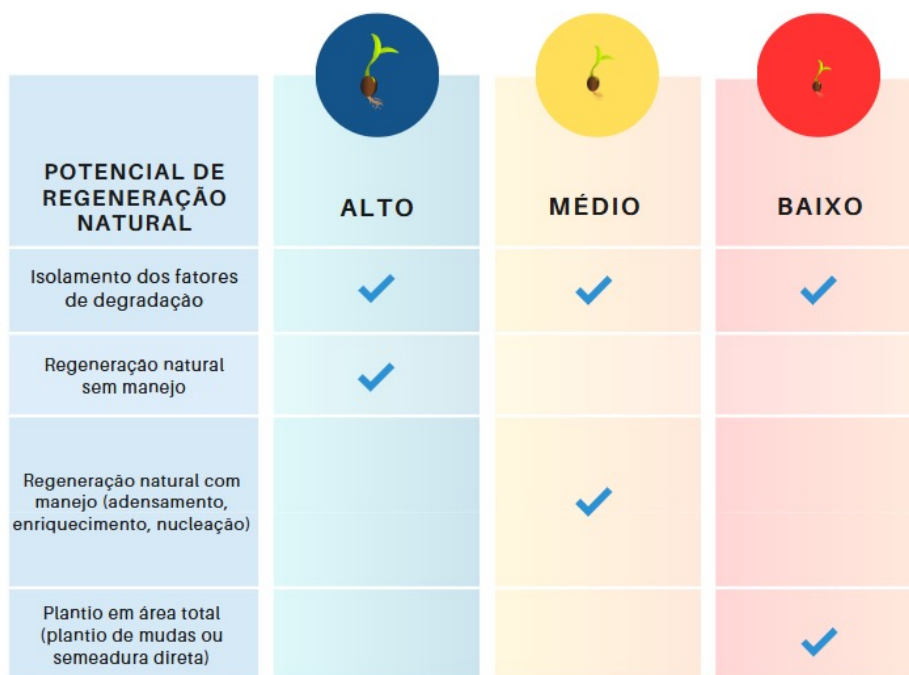 POTENCIAL DE
REGENERAÇÃO
NATURAL
ALTO
MÉDIO
BAIXO
Isolamento dos fatores
de degradação
Regeneração natural
sem manejo
Regeneração natural com
manejo (adensamento,
enriquecimento, nucleação)
Plantio em área total
(plantio de mudas ou
semeadura direta)